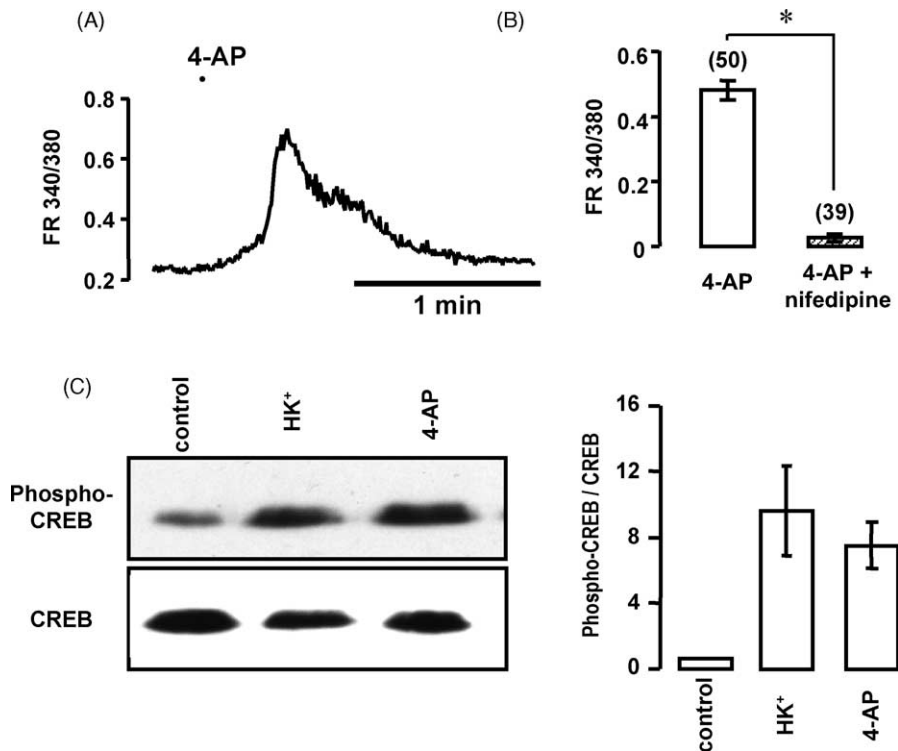 (A)
4-AP
FR 340/380
0.8
0.6
0.4
0.2
1 min
(B)
*
FR 340/380
0.6
0.4
0.2
0
(50)
(39)
4-AP
4-AP +
nifedipine
(C)
control
HK⁺
4-AP
Phospho-
CREB
CREB
Phospho-CREB / CREB
16
12
8
4
0
control
HK⁺
4-AP